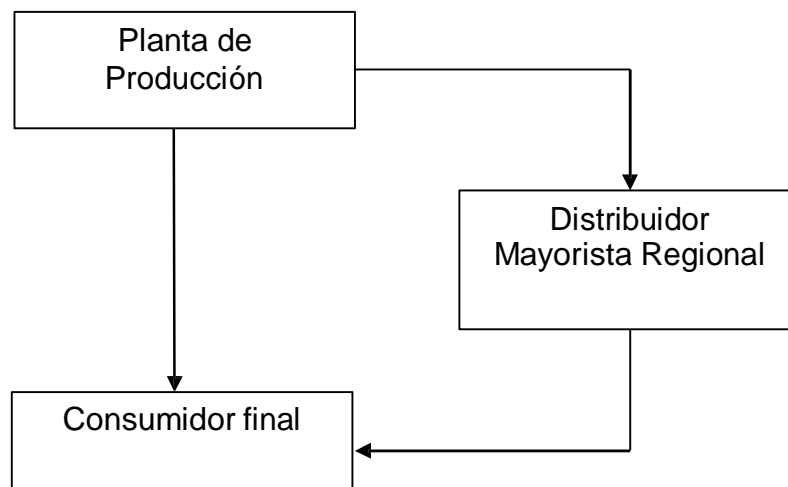 Planta de
Producción
Distribuidor
Mayorista Regional
Consumidor final